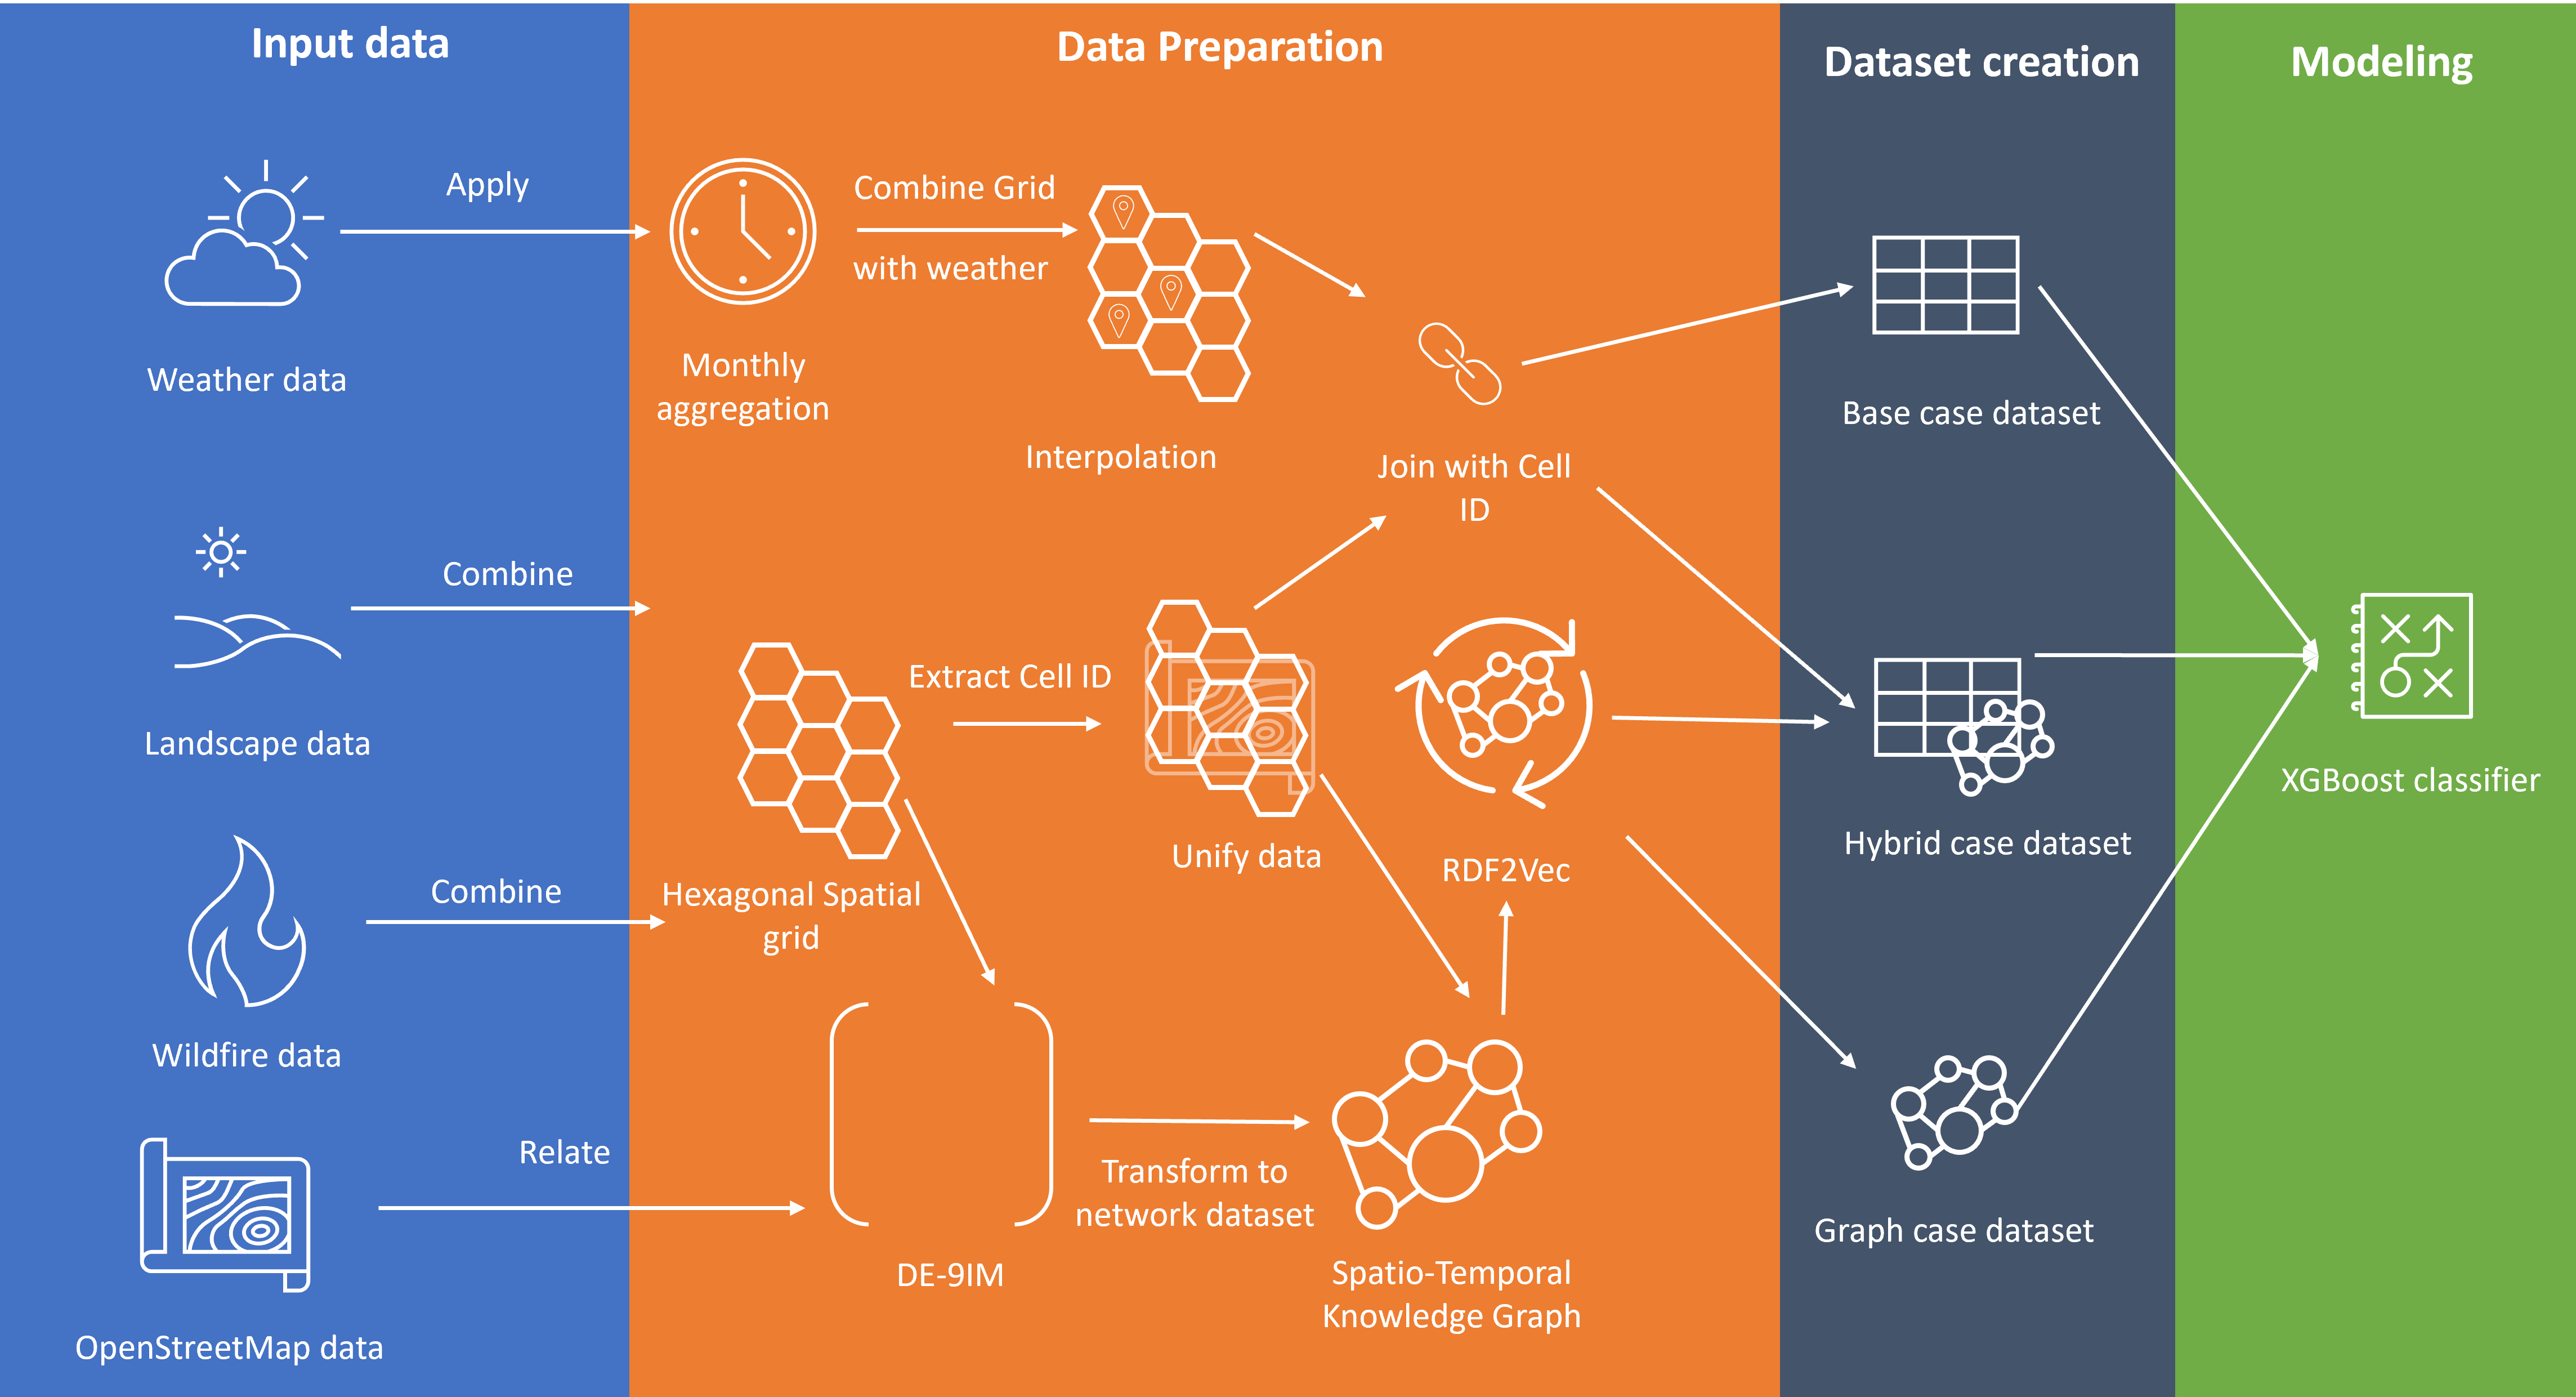 Input data
Data Preparation
Dataset creation
Modeling
Apply
Combine Grid
with weather
Weather data
Monthly
aggregation
Interpolation
Join with Cell
ID
Base case dataset
Combine
Landscape data
Extract Cell ID
Hexagonal Spatial
grid
Unify data
RDF2Vec
Hybrid case dataset
XGBoost classifier
Combine
Wildfire data
Relate
OpenStreetMap data
DE-9IM
Transform to
network dataset
Spatio-Temporal
Knowledge Graph
Graph case dataset